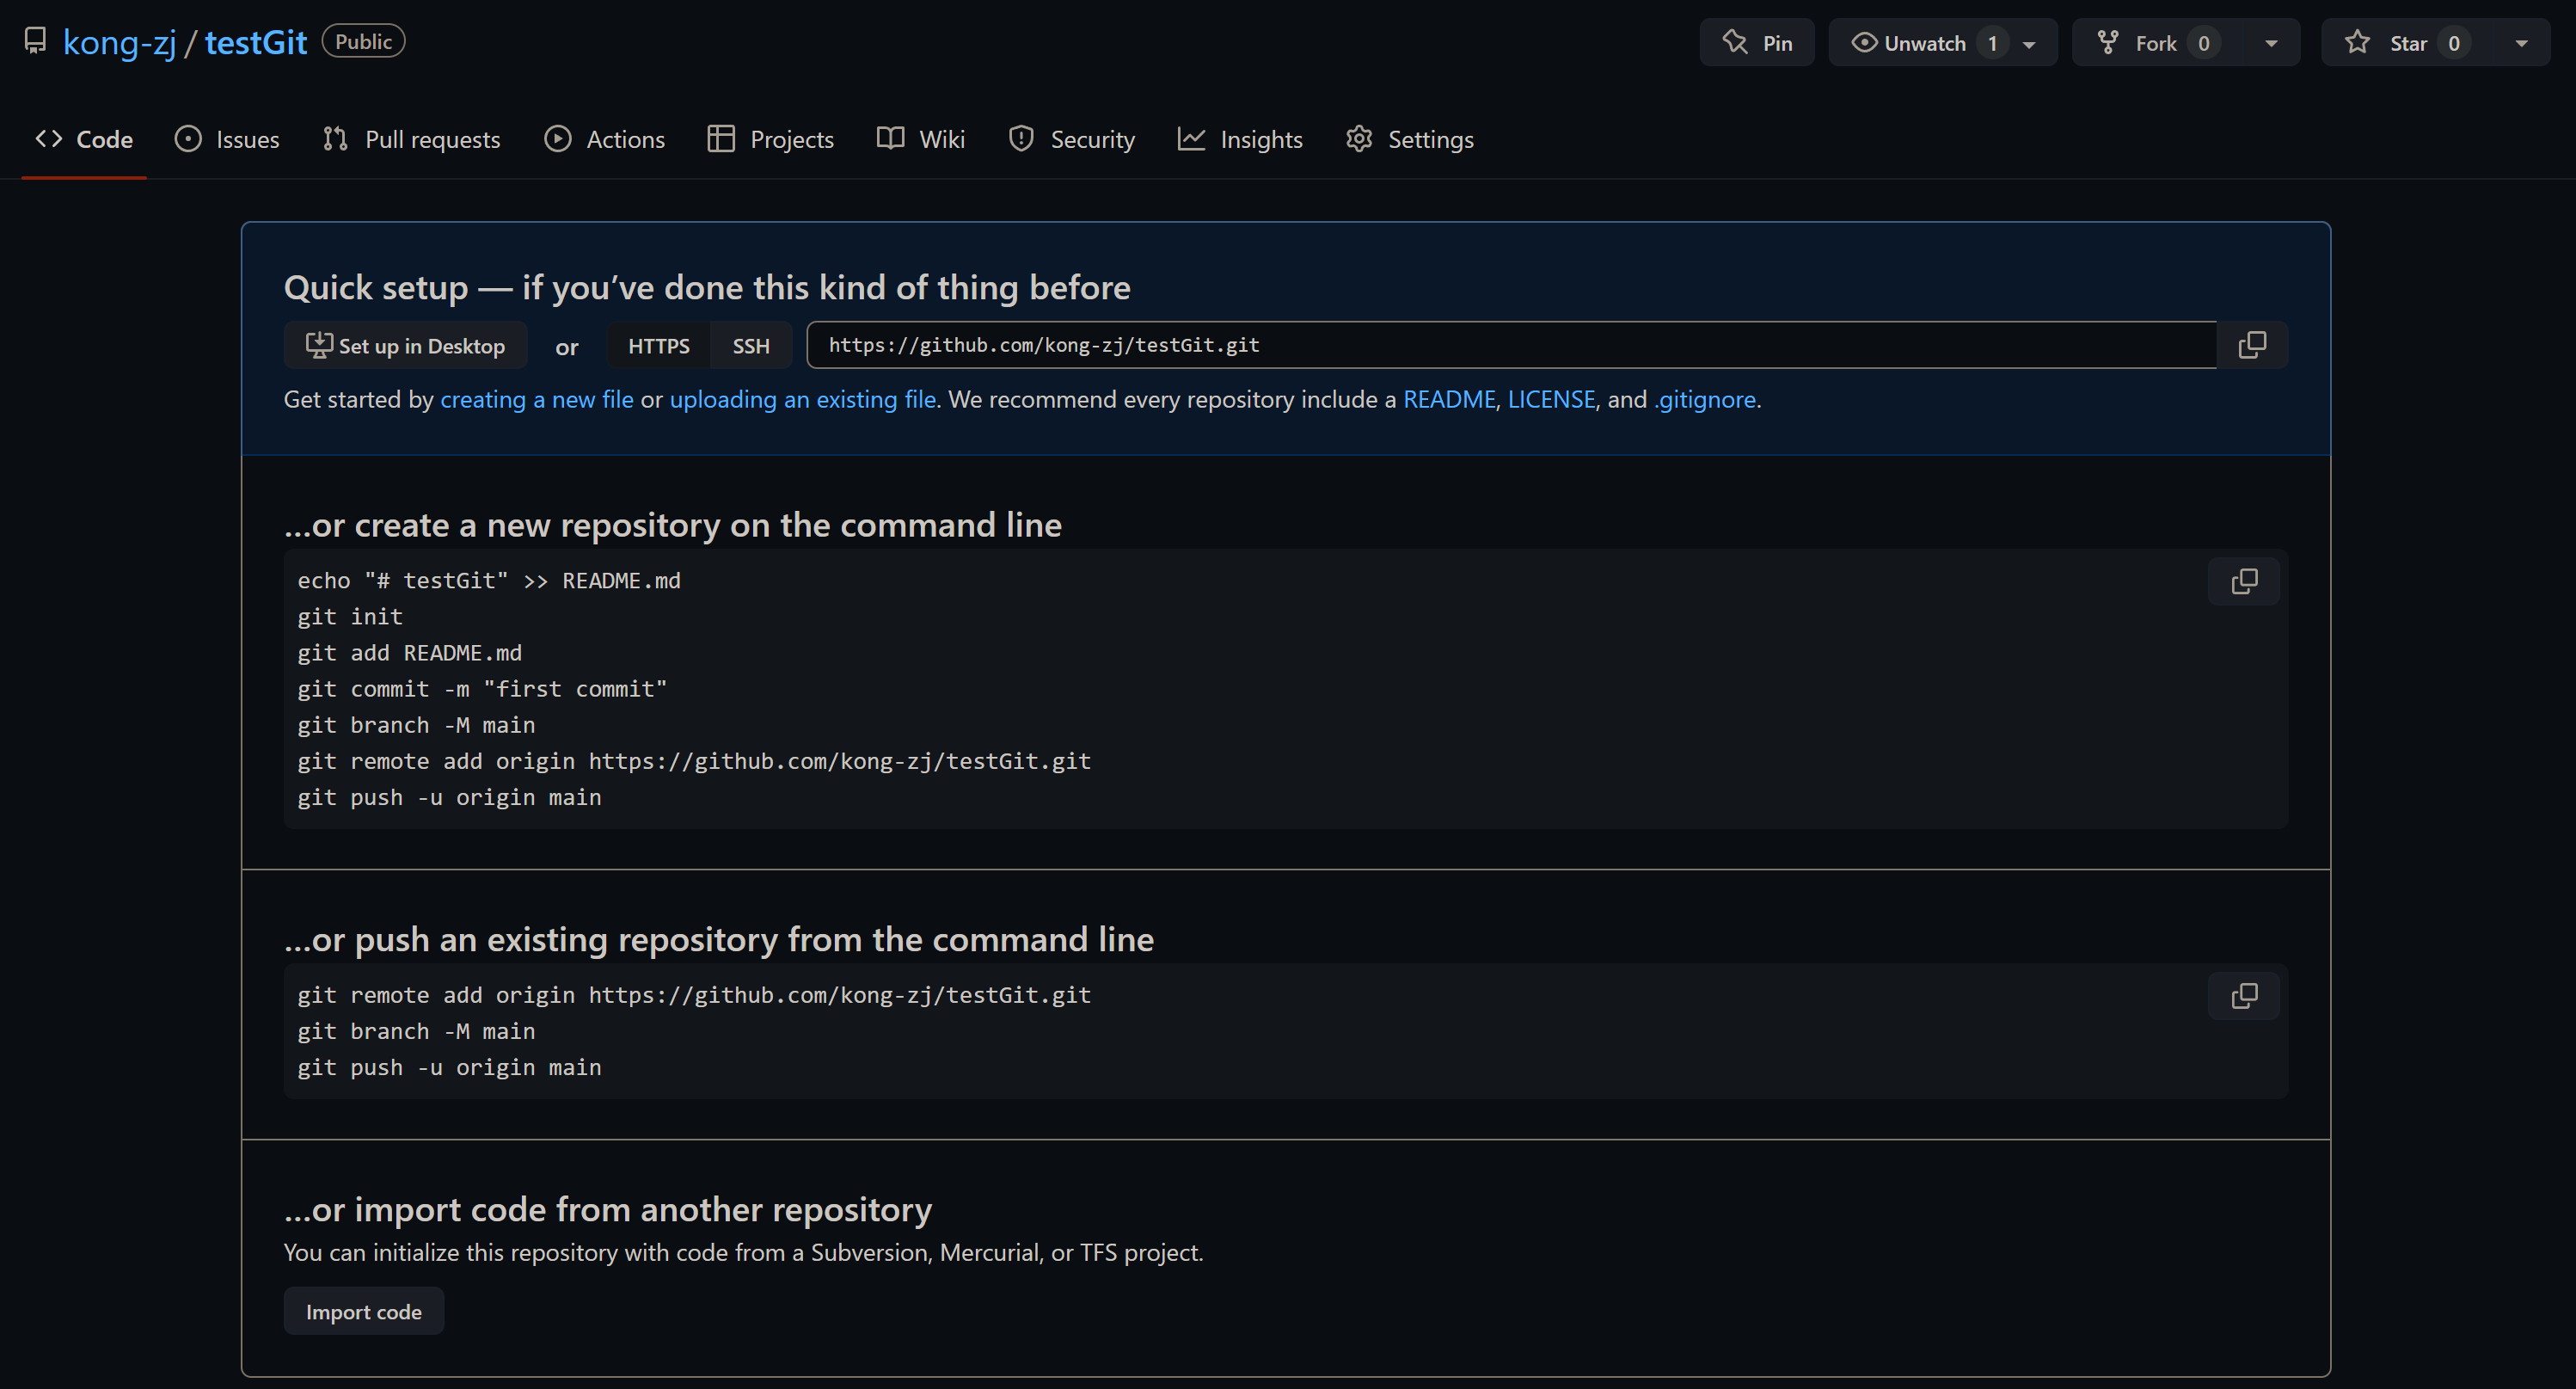 kong-zj / testGit Public
Pin Unwatch 1 Fork 0 Star 0
Code Issues Pull requests Actions Projects Wiki Security Insights Settings
Quick setup — if you’ve done this kind of thing before
Set up in Desktop or HTTPS SSH https://github.com/kong-zj/testGit.git
Get started by creating a new file or uploading an existing file. We recommend every repository include a README, LICENSE, and .gitignore.
…or create a new repository on the command line
echo "# testGit" >> README.md
git init
git add README.md
git commit -m "first commit"
git branch -M main
git remote add origin https://github.com/kong-zj/testGit.git
git push -u origin main
…or push an existing repository from the command line
git remote add origin https://github.com/kong-zj/testGit.git
git branch -M main
git push -u origin main
…or import code from another repository
You can initialize this repository with code from a Subversion, Mercurial, or TFS project.
Import code